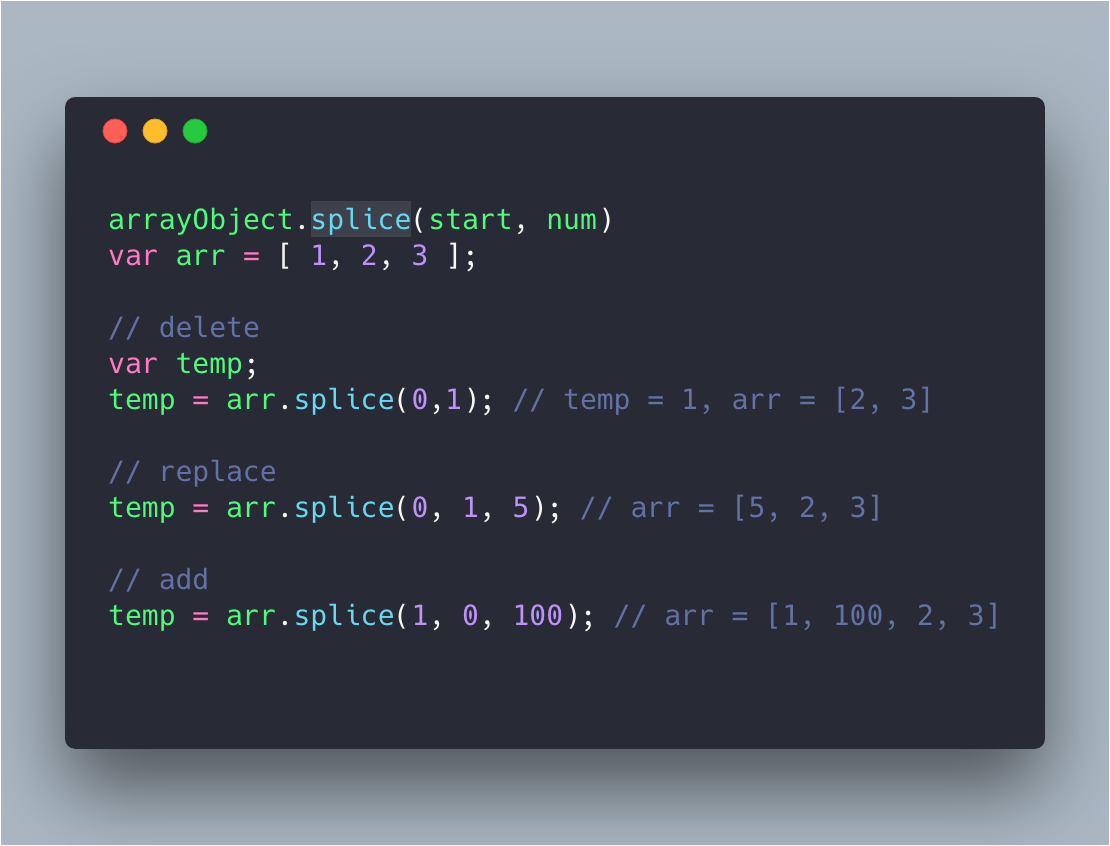 arrayObject.splice(start, num)
var arr = [ 1, 2, 3 ];
// delete
var temp;
temp = arr.splice(0,1); // temp = 1, arr = [2, 3]
// replace
temp = arr.splice(0, 1, 5); // arr = [5, 2, 3]
// add
temp = arr.splice(1, 0, 100); // arr = [1, 100, 2, 3]